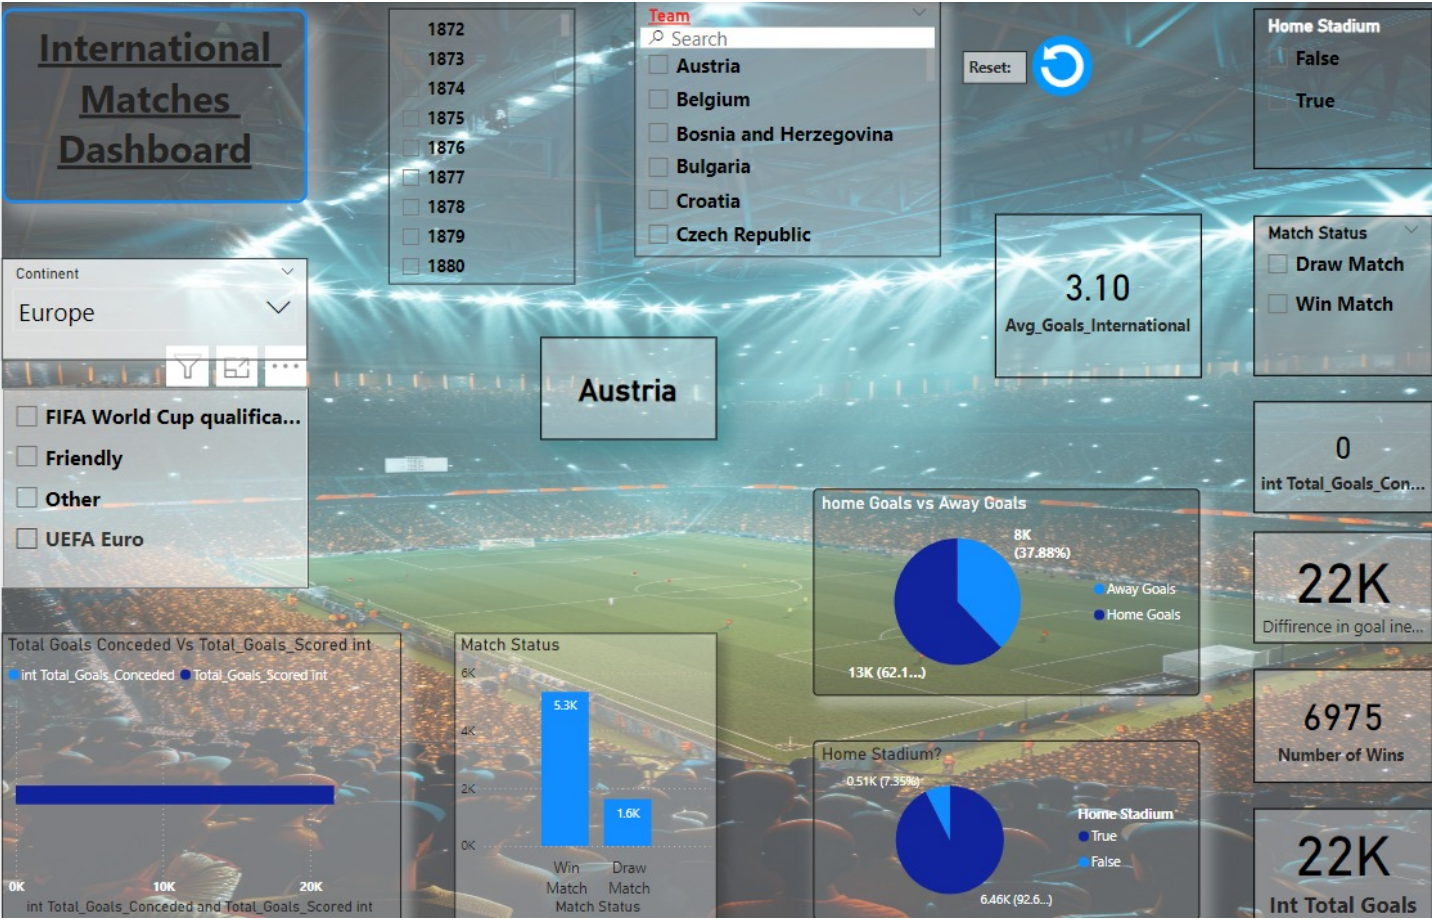 International
Matches
Dashboard
1872
1873
1874
1875
1876
1877
1878
1879
1880
Team
Search
Austria
Belgium
Bosnia and Herzegovina
Bulgaria
Croatia
Czech Republic
Reset:
Home Stadium
False
True
Continent
Europe
3.10
Avg_Goals_International
Match Status
Draw Match
Win Match
FIFA World Cup qualifica...
Friendly
Other
UEFA Euro
Austria
0
int Total_Goals_Con...
home Goals vs Away Goals
8K
(37.88%)
Away Goals
Home Goals
13K (62.1...)
22K
Diffirence in goal ine...
Total Goals Conceded Vs Total_Goals_Scored int
int Total_Goals_Conceded Total_Goals_Scored int
0K 10K 20K
int Total_Goals_Conceded and Total_Goals_Scored int
Match Status
6K
4K
2K
0K
5.3K
1.6K
Win
Match
Draw
Match
Match Status
Home Stadium?
0.51K (7.35%)
Home Stadium
True
False
6.46K (92.6...)
6975
Number of Wins
22K
Int Total Goals